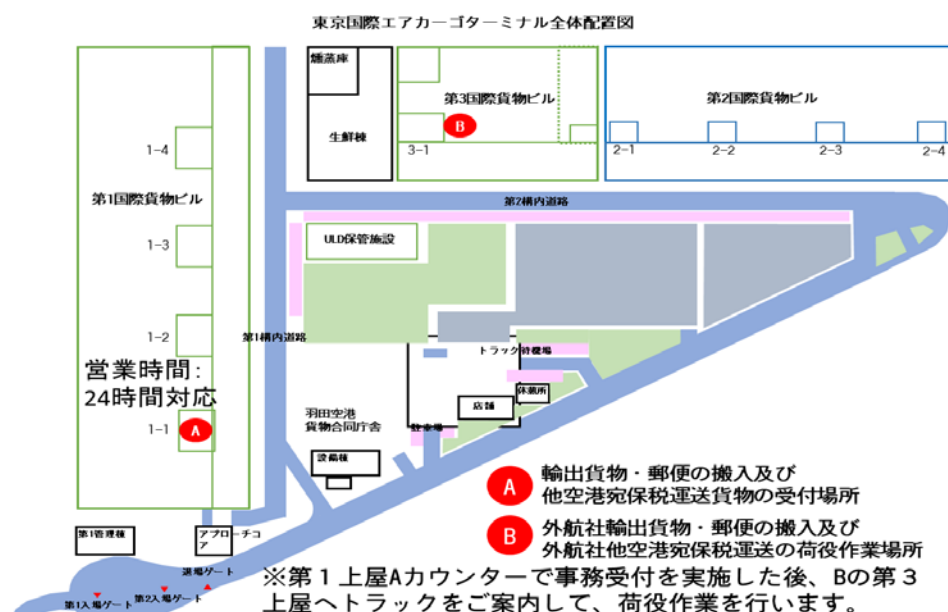 東京国際エアカーゴターミナル全体配置図
燻蒸庫
生鮮棟
第3国際貨物ビル
B
3-1
第2国際貨物ビル
2-1
2-2
2-3
2-4
1-4
第1国際貨物ビル
1-3
1-2
営業時間:
24時間対応
1-1
A
第2構内道路
ULD保管施設
第1構内道路
トラック待機場
休憩所
店舗
駐車場
羽田空港
貨物合同庁舎
設備棟
A
輸出貨物・郵便の搬入及び
他空港宛保税運送貨物の受付場所
B
外航社輸出貨物・郵便の搬入及び
外航社他空港宛保税運送の荷役作業場所
第1管理棟
アプローチコ
ア
退場ゲート
第1入場ゲート
第2入場ゲート
※第1上屋Aカウンターで事務受付を実施した後、Bの第3
上屋へトラックをご案内して、荷役作業を行います。